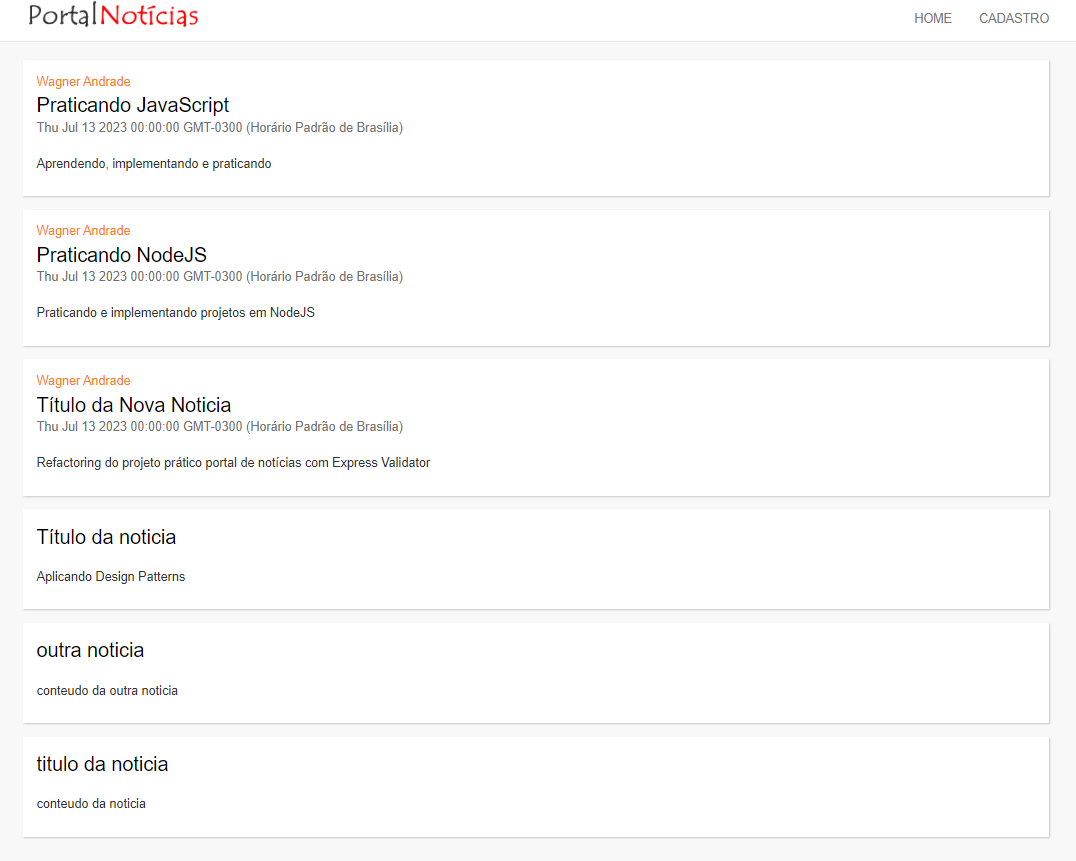 PortalNotícias
HOME CADASTRO
Wagner Andrade
Praticando JavaScript
Thu Jul 13 2023 00:00:00 GMT-0300 (Horário Padrão de Brasília)
Aprendendo, implementando e praticando
Wagner Andrade
Praticando NodeJS
Thu Jul 13 2023 00:00:00 GMT-0300 (Horário Padrão de Brasília)
Praticando e implementando projetos em NodeJS
Wagner Andrade
Título da Nova Noticia
Thu Jul 13 2023 00:00:00 GMT-0300 (Horário Padrão de Brasília)
Refactoring do projeto prático portal de notícias com Express Validator
Título da noticia
Aplicando Design Patterns
outra noticia
conteudo da outra noticia
titulo da noticia
conteudo da noticia